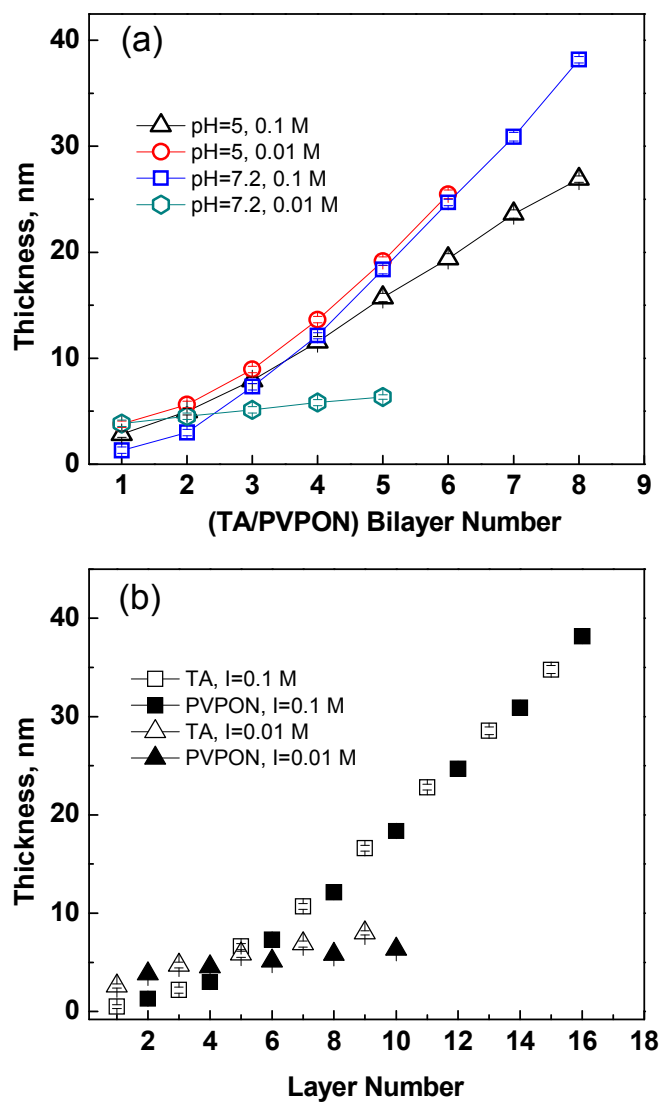 (a)
40
30
20
10
0
Thickness, nm
pH=5, 0.1 M
pH=5, 0.01 M
pH=7.2, 0.1 M
pH=7.2, 0.01 M
1 2 3 4 5 6 7 8 9
(TA/PVPON) Bilayer Number
(b)
40
30
20
10
0
Thickness, nm
TA, I=0.1 M
PVPON, I=0.1 M
TA, I=0.01 M
PVPON, I=0.01 M
2 4 6 8 10 12 14 16 18
Layer Number